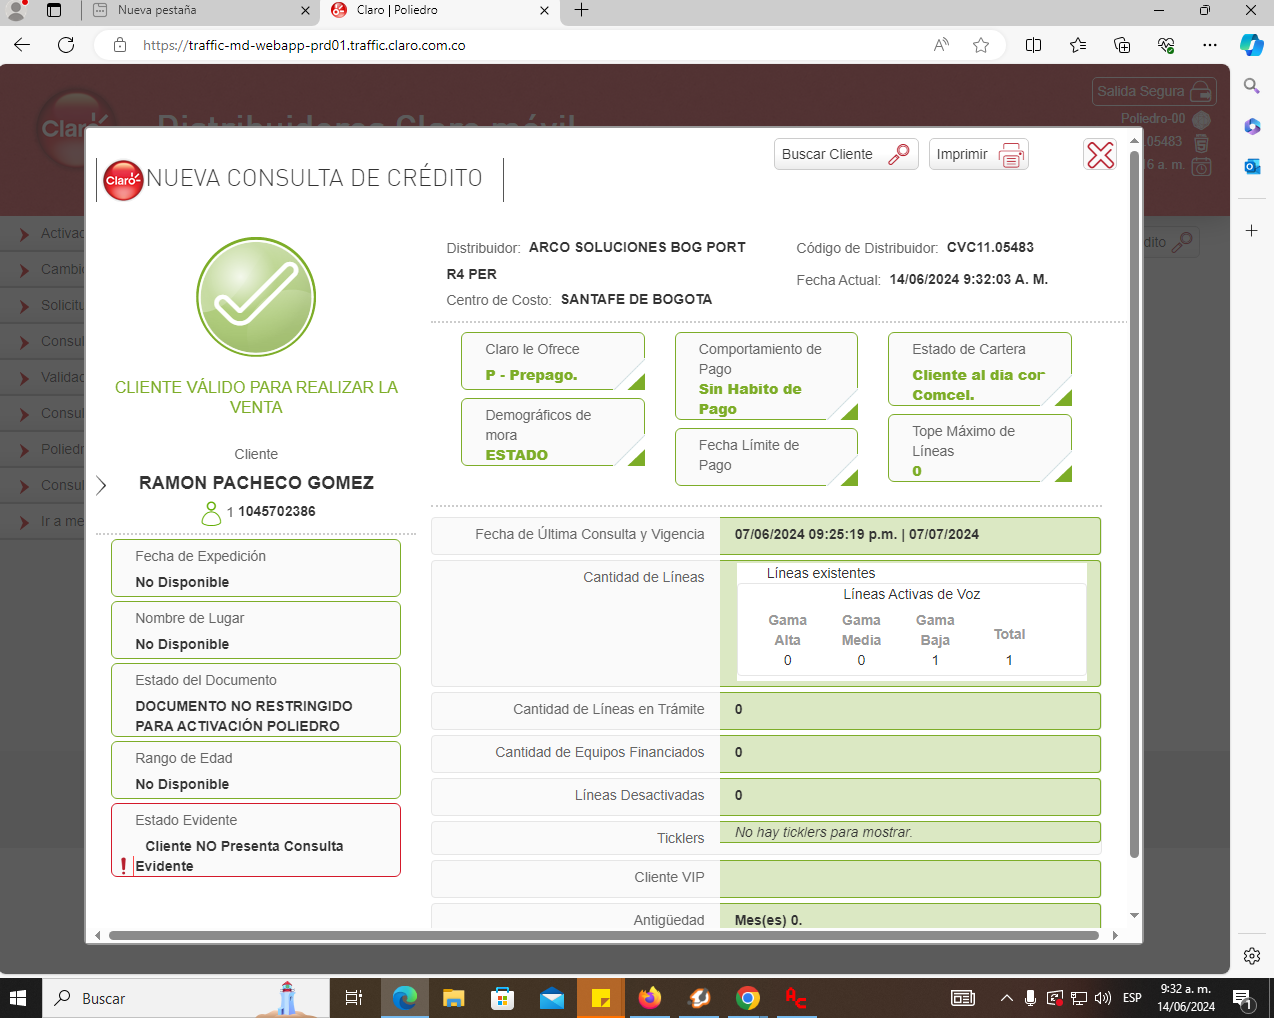 Nueva pestaña
Claro | Poliedro
https://traffic-md-webapp-prd01.traffic.claro.com.co
Claro
Distribuidores Claro móvil
Salida Segura
Poliedro-00
.05483
6 a. m.
Buscar Cliente
Imprimir
Claro
NUEVA CONSULTA DE CRÉDITO
Activac
Cambi
Solicitu
Consul
Validac
Consul
Poliedr
Consul
Ir a me
dito
CLIENTE VÁLIDO PARA REALIZAR LA
VENTA
Cliente
RAMON PACHECO GOMEZ
1 1045702386
Fecha de Expedición
No Disponible
Nombre de Lugar
No Disponible
Estado del Documento
DOCUMENTO NO RESTRINGIDO
PARA ACTIVACIÓN POLIEDRO
Rango de Edad
No Disponible
Estado Evidente
Cliente NO Presenta Consulta
Evidente
Distribuidor: ARCO SOLUCIONES BOG PORT
R4 PER
Centro de Costo: SANTAFE DE BOGOTA
Código de Distribuidor: CVC11.05483
Fecha Actual: 14/06/2024 9:32:03 A. M.
Claro le Ofrece
P - Prepago.
Demográficos de
mora
ESTADO
Comportamiento de
Pago
Sin Habito de
Pago
Fecha Límite de
Pago
Estado de Cartera
Cliente al dia cor
Comcel.
Tope Máximo de
Líneas
0
Fecha de Última Consulta y Vigencia 07/06/2024 09:25:19 p.m. | 07/07/2024
Cantidad de Líneas
Líneas existentes
Líneas Activas de Voz
Gama Alta Gama Media Gama Baja Total
0 0 1 1
Cantidad de Líneas en Trámite 0
Cantidad de Equipos Financiados 0
Líneas Desactivadas 0
Ticklers No hay ticklers para mostrar.
Cliente VIP
Antigüedad Mes(es) 0.
Buscar
ESP
9:32 a. m.
14/06/2024
1